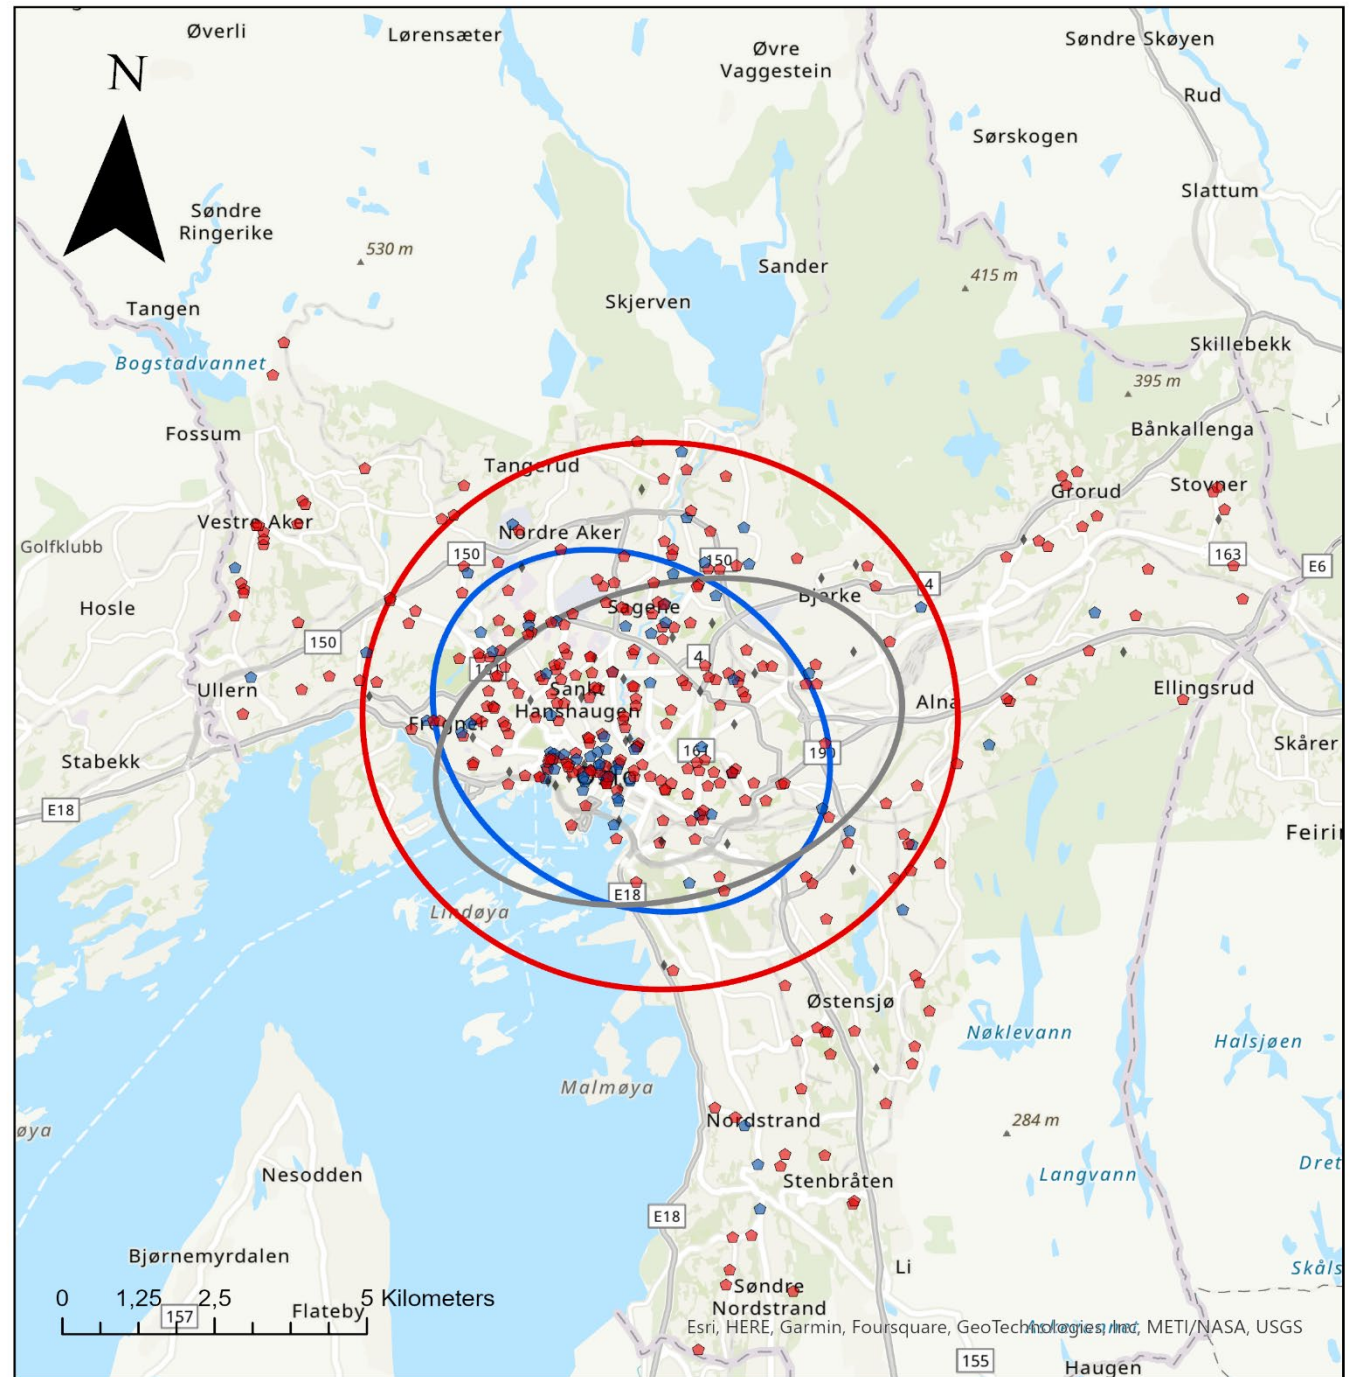 Øverli
Lørensæter
Øvre
Vaggestein
Søndre Skøyen
N
Rud
Sørskogen
Slattum
Søndre
Ringerike
530 m
Sander
415 m
Skjerven
Tangen
Skillebekk
Bogstadvannet
395 m
Fossum
Bånkallenga
Tangerud
Grorud
Stovner
Vestre Aker
Nordre Aker
Golfklubb
150
150
163
E6
4
Bjerke
Hosle
Sagene
150
4
161
Ullern
Sankt
Hanshaugen
Ellingsrud
Alna
Frogner
Skårer
Stabekk
161
190
E18
Feirin
E18
Lindøya
Østensjø
Nøklevann
Halsjøen
Malmøya
Nordstrand
284 m
øya
Nesodden
Langvann
Dret
Stenbråten
E18
Bjørnemyrdalen
Li
Skåls
0 1,25 2,5 5 Kilometers
157
Flateby
Søndre
Nordstrand
Esri, HERE, Garmin, Foursquare, GeoTechnologies, Inc, METI/NASA, USGS
155
Haugen